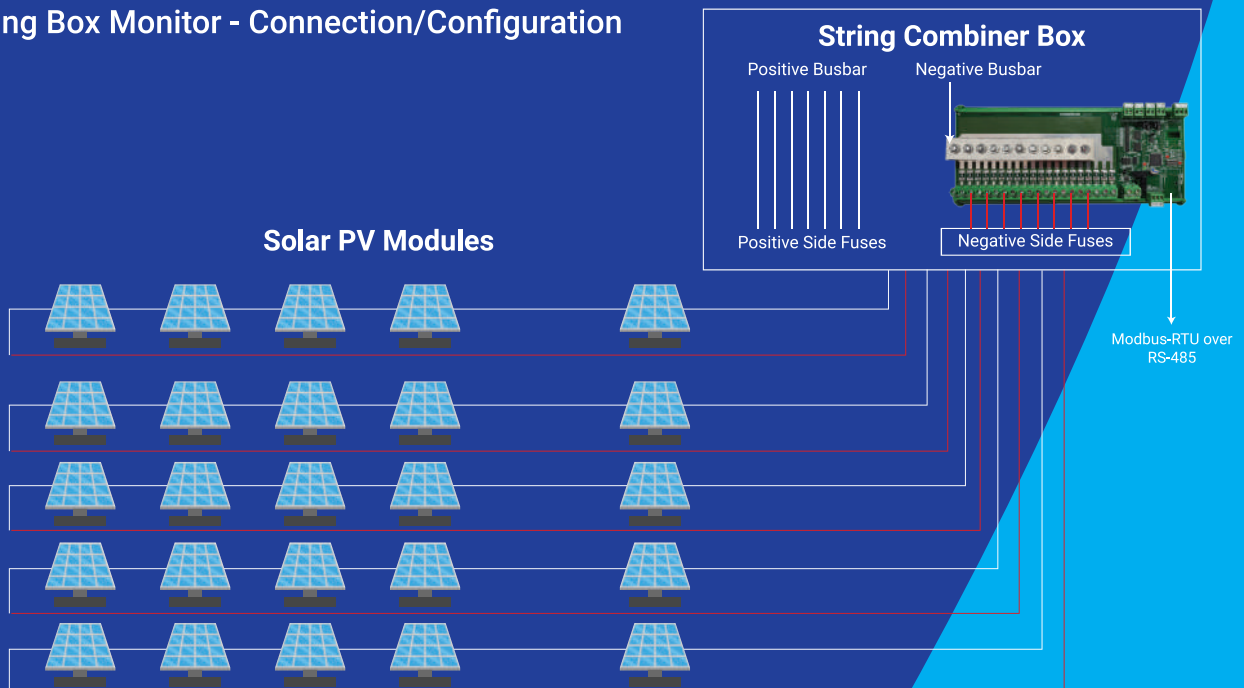 ng Box Monitor - Connection/Configuration
String Combiner Box
Positive Busbar
Negative Busbar
Positive Side Fuses
Negative Side Fuses
Solar PV Modules
Modbus-RTU over
RS-485